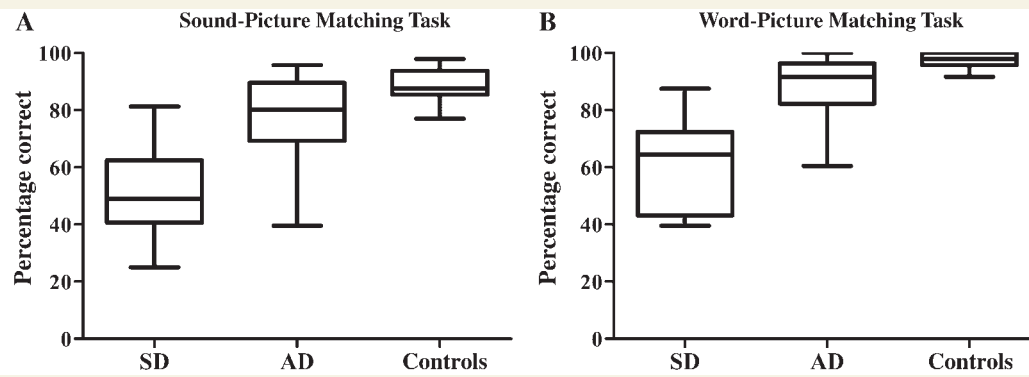 A
Sound-Picture Matching Task
Percentage correct
100
80
60
40
20
0
SD
AD
Controls
B
Word-Picture Matching Task
Percentage correct
100
80
60
40
20
0
SD
AD
Controls